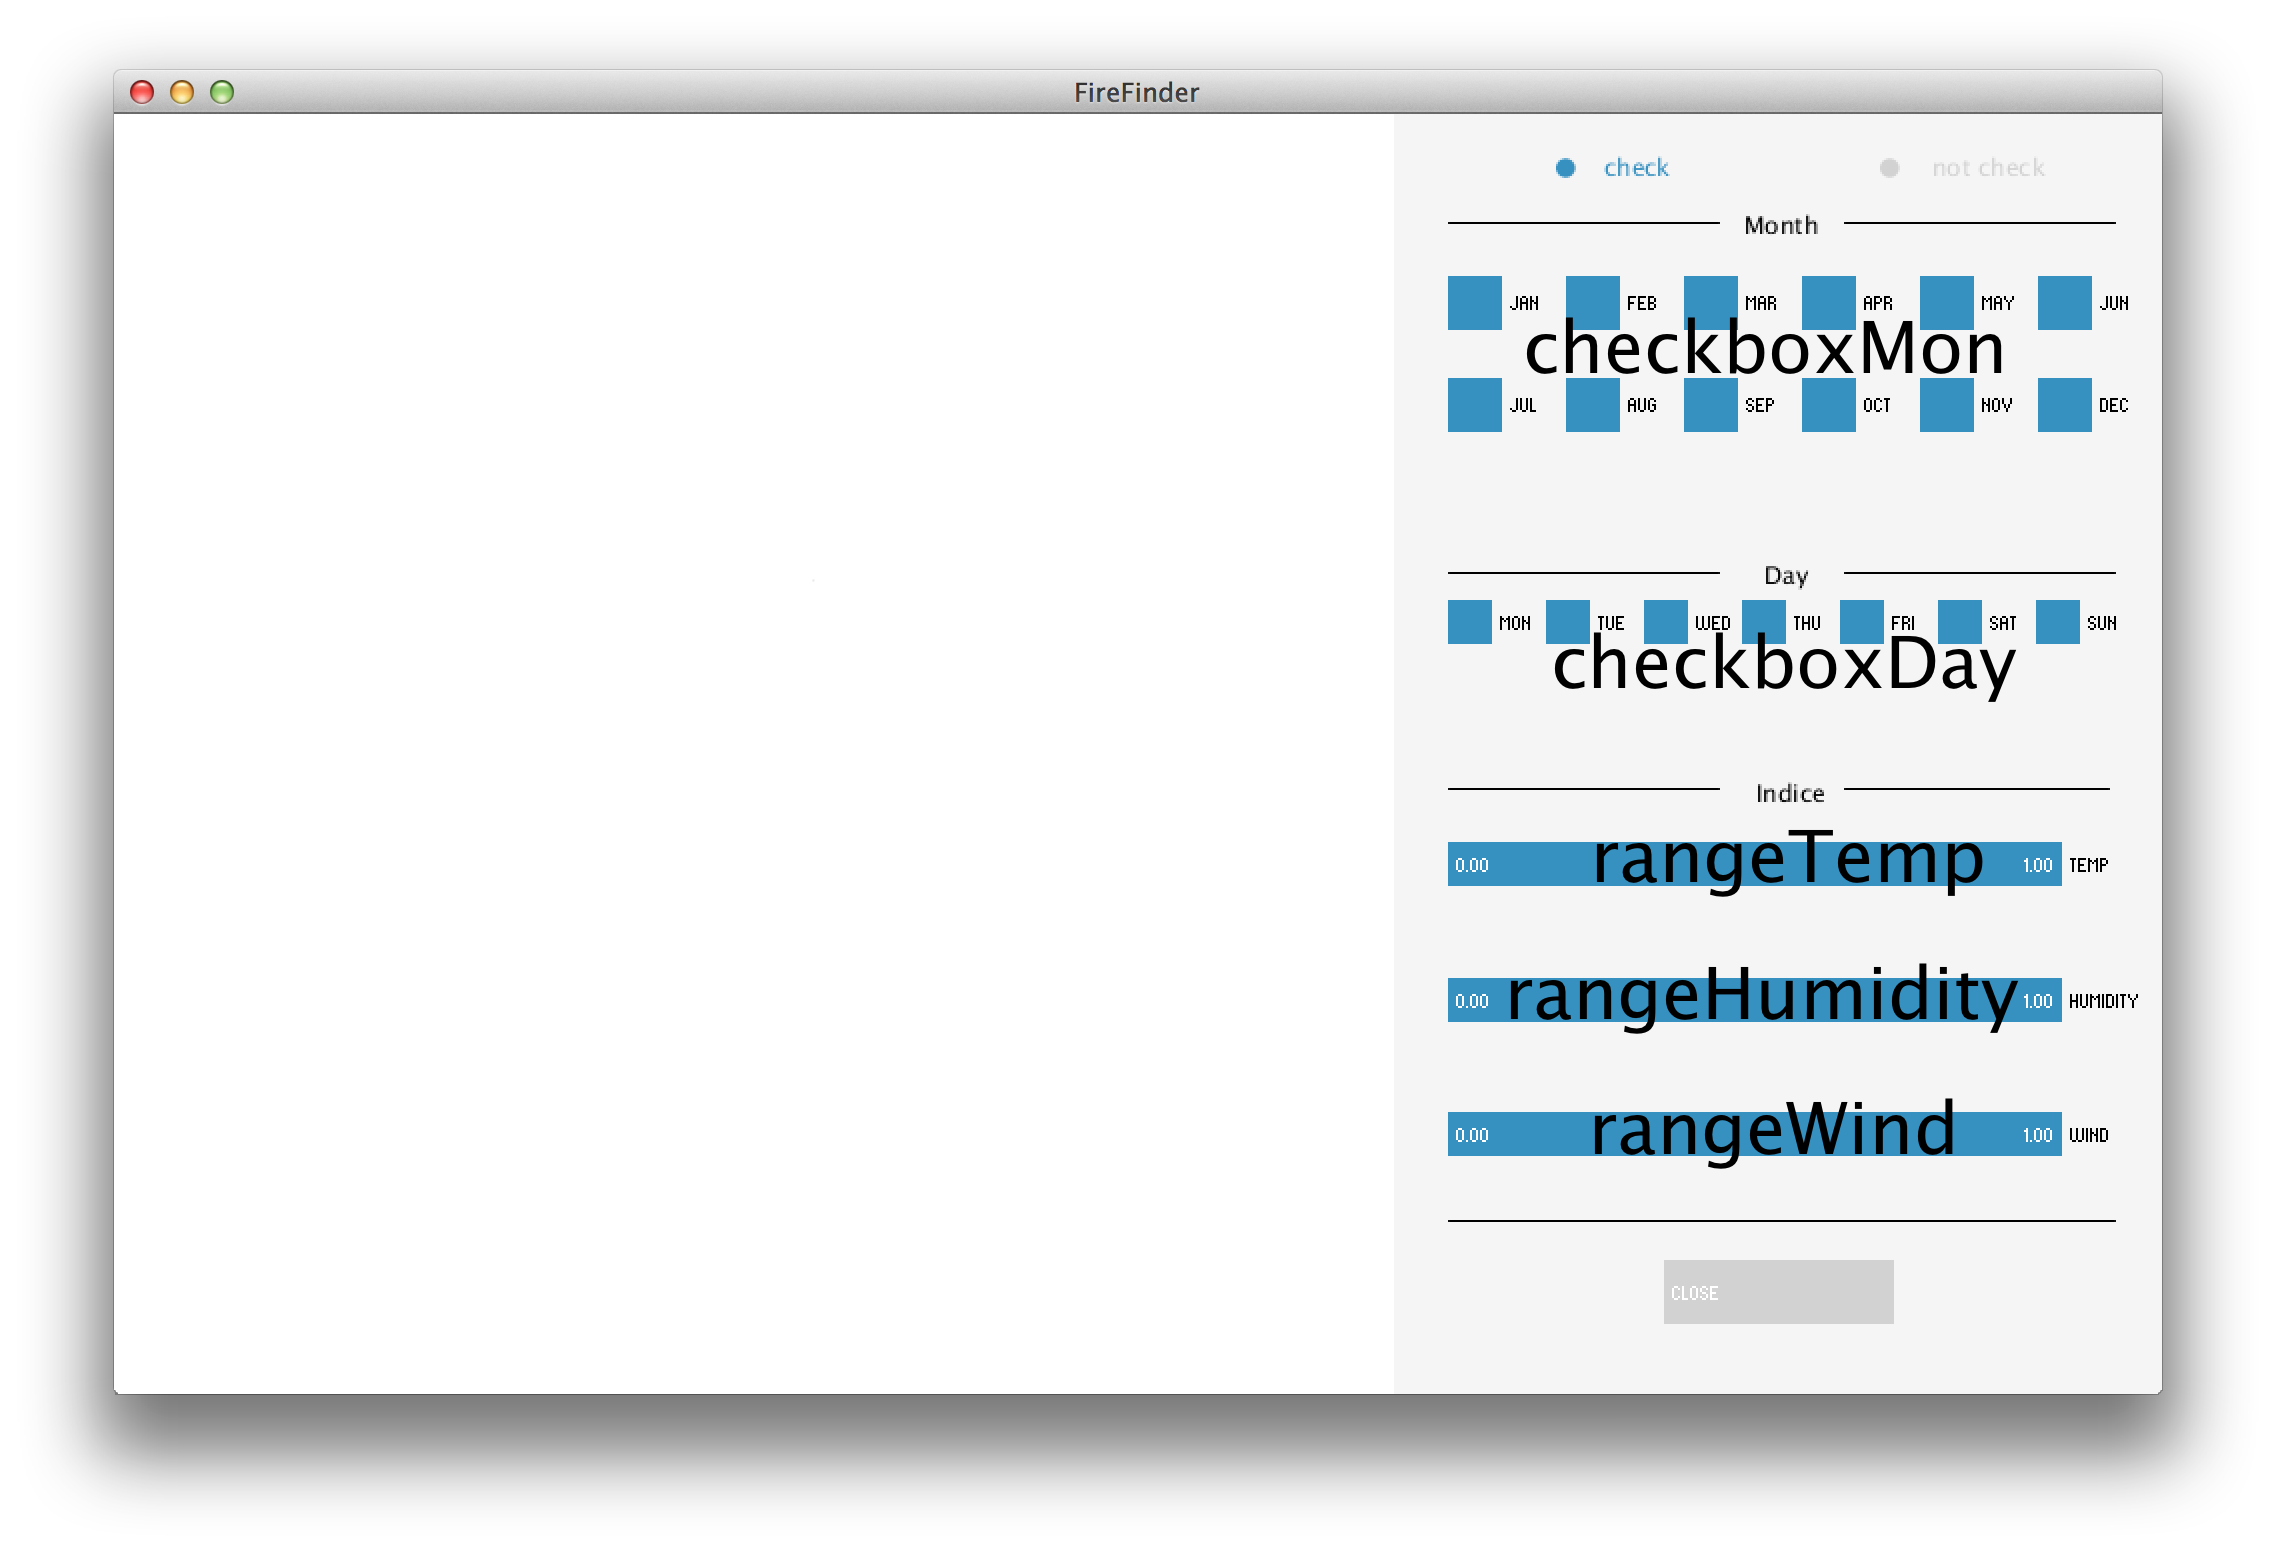 FireFinder
check not check
Month
JAN FEB MAR APR MAY JUN
checkboxMon
JUL AUG SEP OCT NOV DEC
Day
MON TUE WED THU FRI SAT SUN
checkboxDay
Indice
0.00 rangeTemp 1.00 TEMP
0.00 rangeHumidity 1.00 HUMIDITY
0.00 rangeWind 1.00 WIND
CLOSE